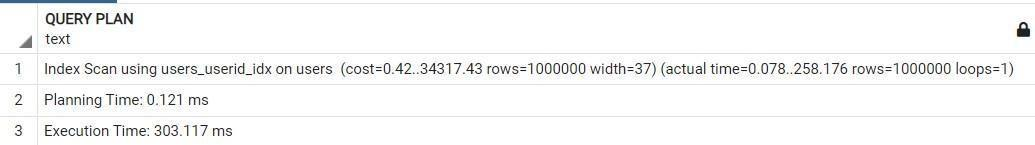 QUERY PLAN
text
1 Index Scan using users_userid_idx on users (cost=0.42..34317.43 rows=1000000 width=37) (actual time=0.078..258.176 rows=1000000 loops=1)
2 Planning Time: 0.121 ms
3 Execution Time: 303.117 ms